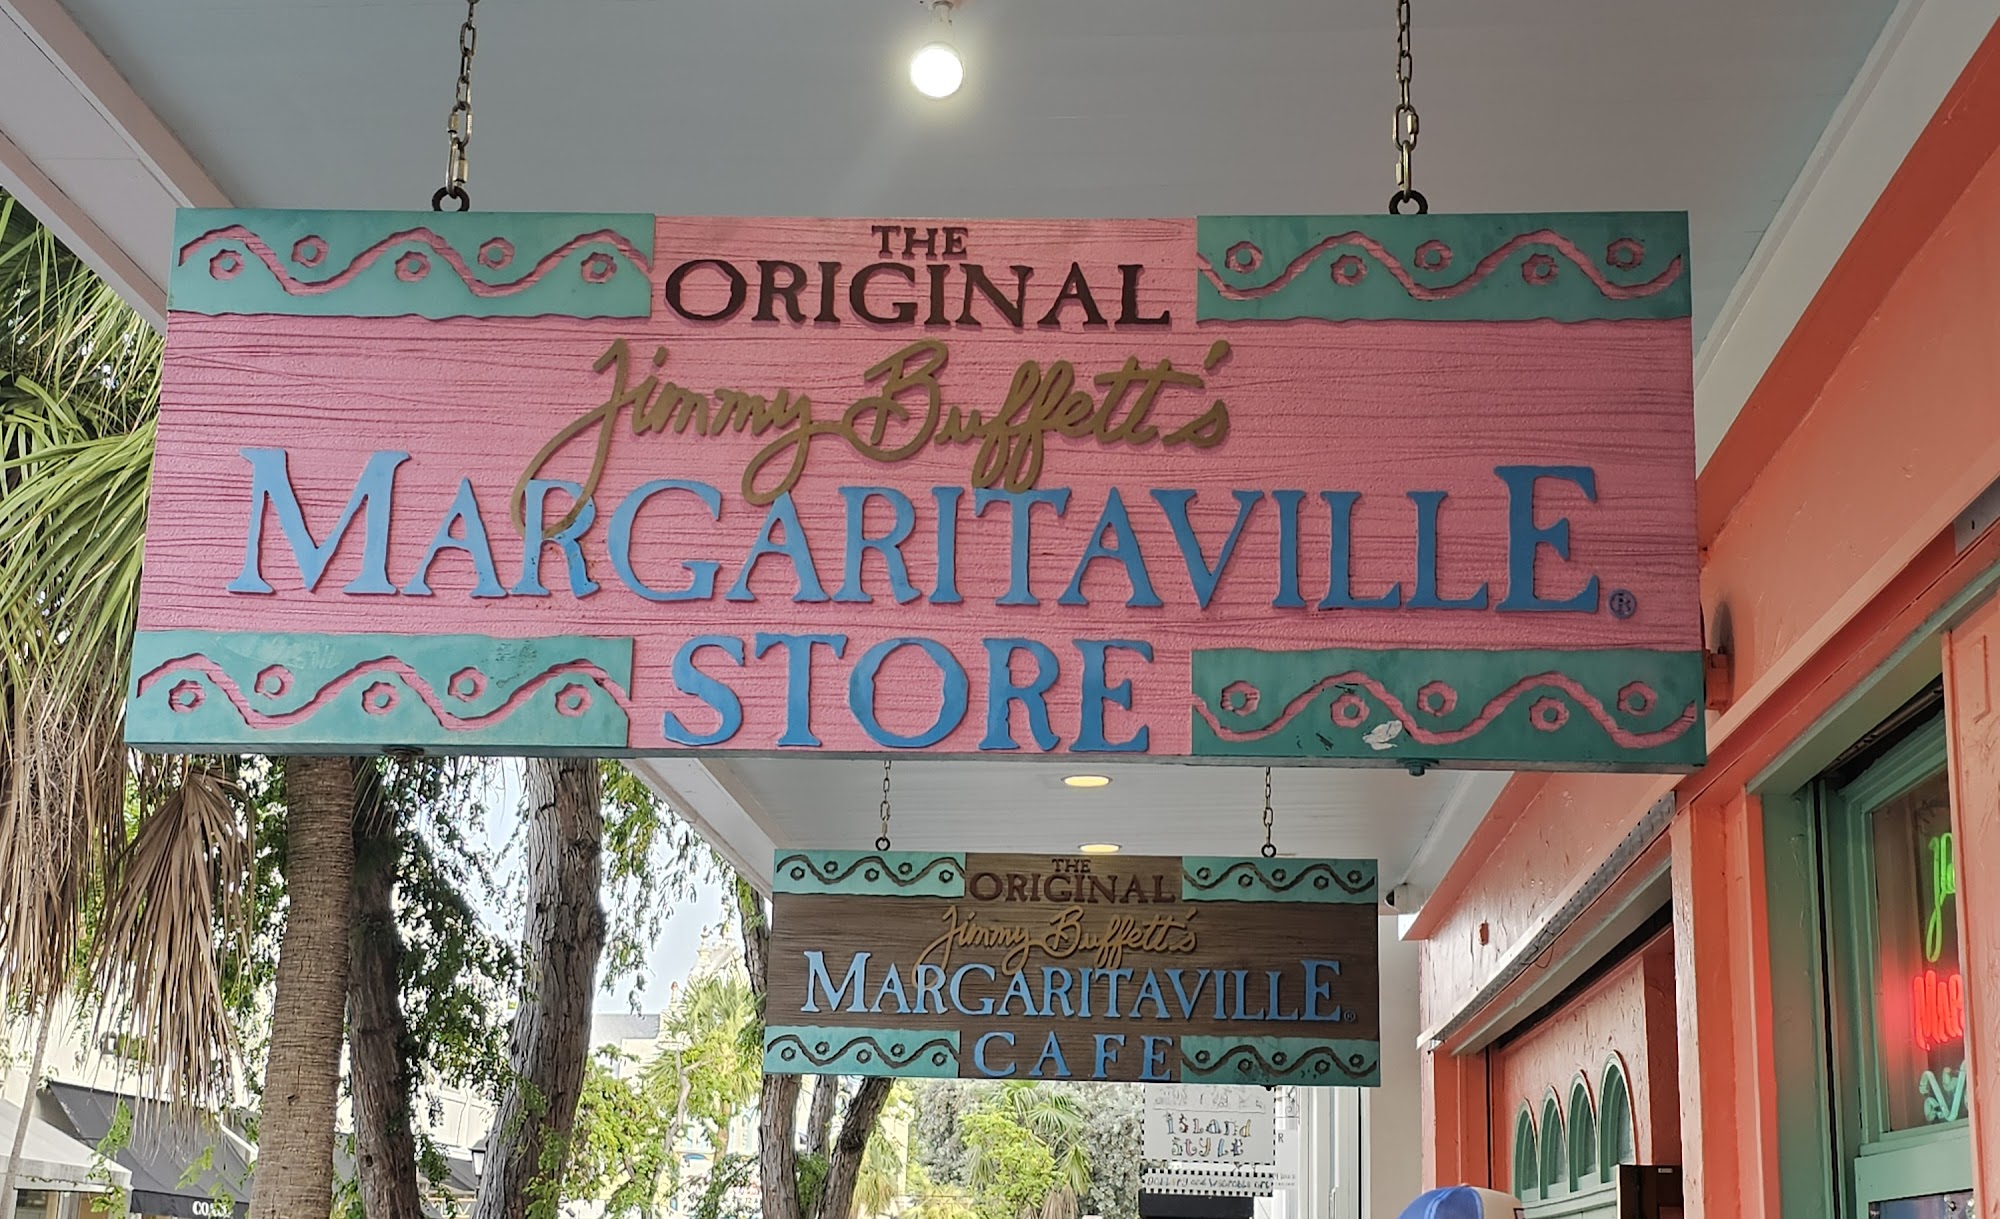 THE
ORIGINAL
Jimmy Buffett's
MARGARITAVILLE®
STORE
THE
ORIGINAL
Jimmy Buffett's
MARGARITAVILLE®
CAFE
ISLAND
STYLE